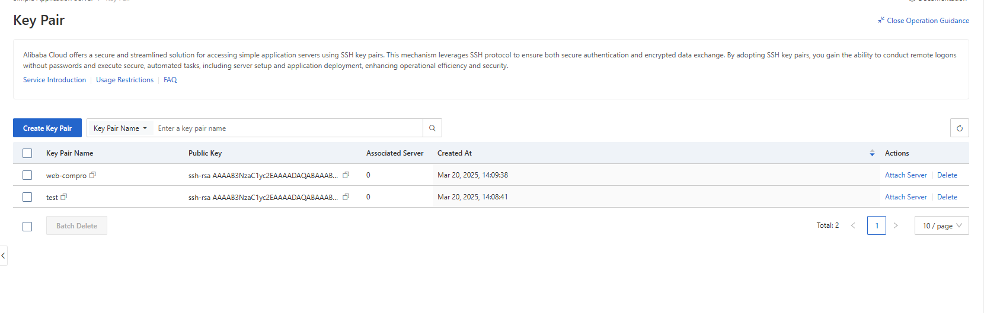 Simple Application Server / Key Pair
Documentation
Key Pair
Close Operation Guidance
Alibaba Cloud offers a secure and streamlined solution for accessing simple application servers using SSH key pairs. This mechanism leverages SSH protocol to ensure both secure authentication and encrypted data exchange. By adopting SSH key pairs, you gain the ability to conduct remote logons
without passwords and execute secure, automated tasks, including server setup and application deployment, enhancing operational efficiency and security.
Service Introduction | Usage Restrictions | FAQ
Create Key Pair Key Pair Name Enter a key pair name
Key Pair Name Public Key Associated Server Created At Actions
web-compro ssh-rsa AAAAB3NzaC1yc2EAAAADAQABAAAB... 0 Mar 20, 2025, 14:09:38 Attach Server | Delete
test ssh-rsa AAAAB3NzaC1yc2EAAAADAQABAAAB... 0 Mar 20, 2025, 14:08:41 Attach Server | Delete
Batch Delete Total: 2 1 10 / page